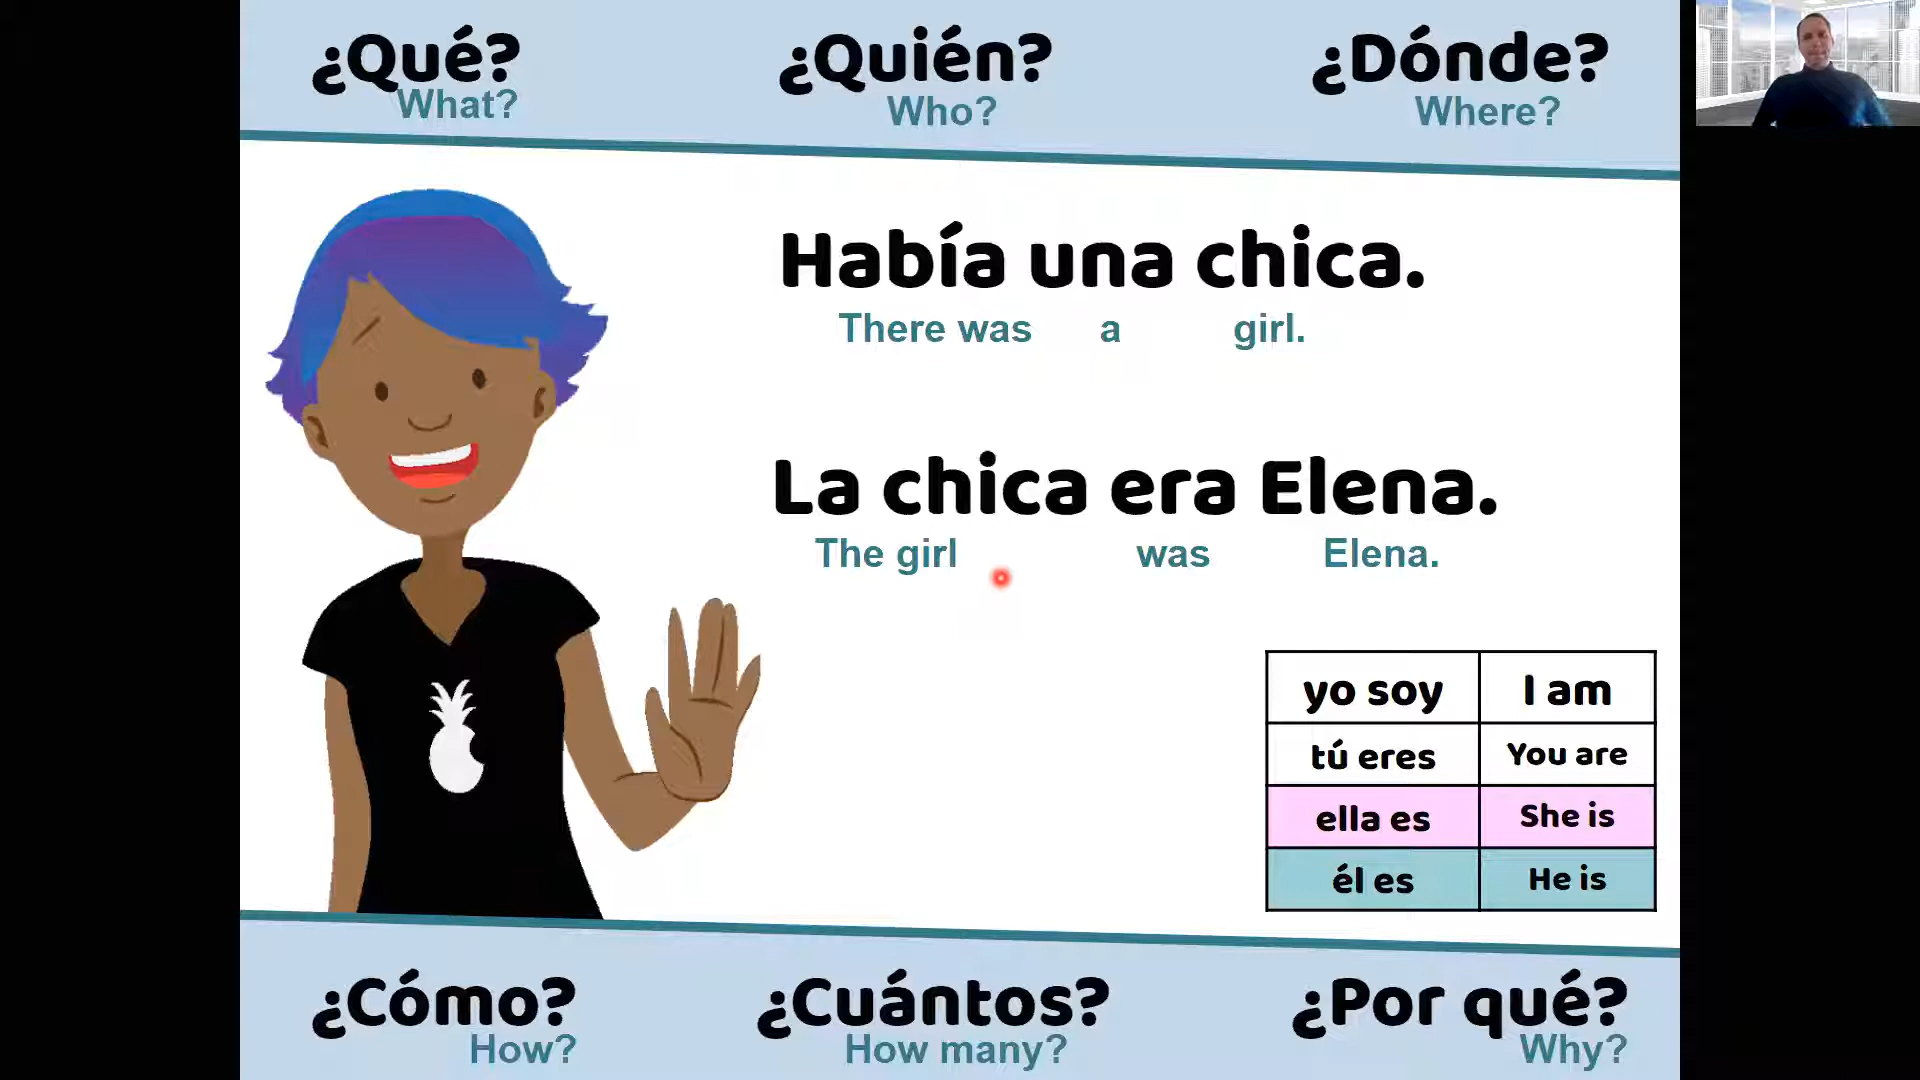 ¿Qué? ¿Quién? ¿Dónde?
What? Who? Where?
Había una chica.
There was a girl.
La chica era Elena.
The girl was Elena.
yo soy I am
tú eres You are
ella es She is
él es He is
¿Cómo? ¿Cuántos? ¿Por qué?
How? How many? Why?